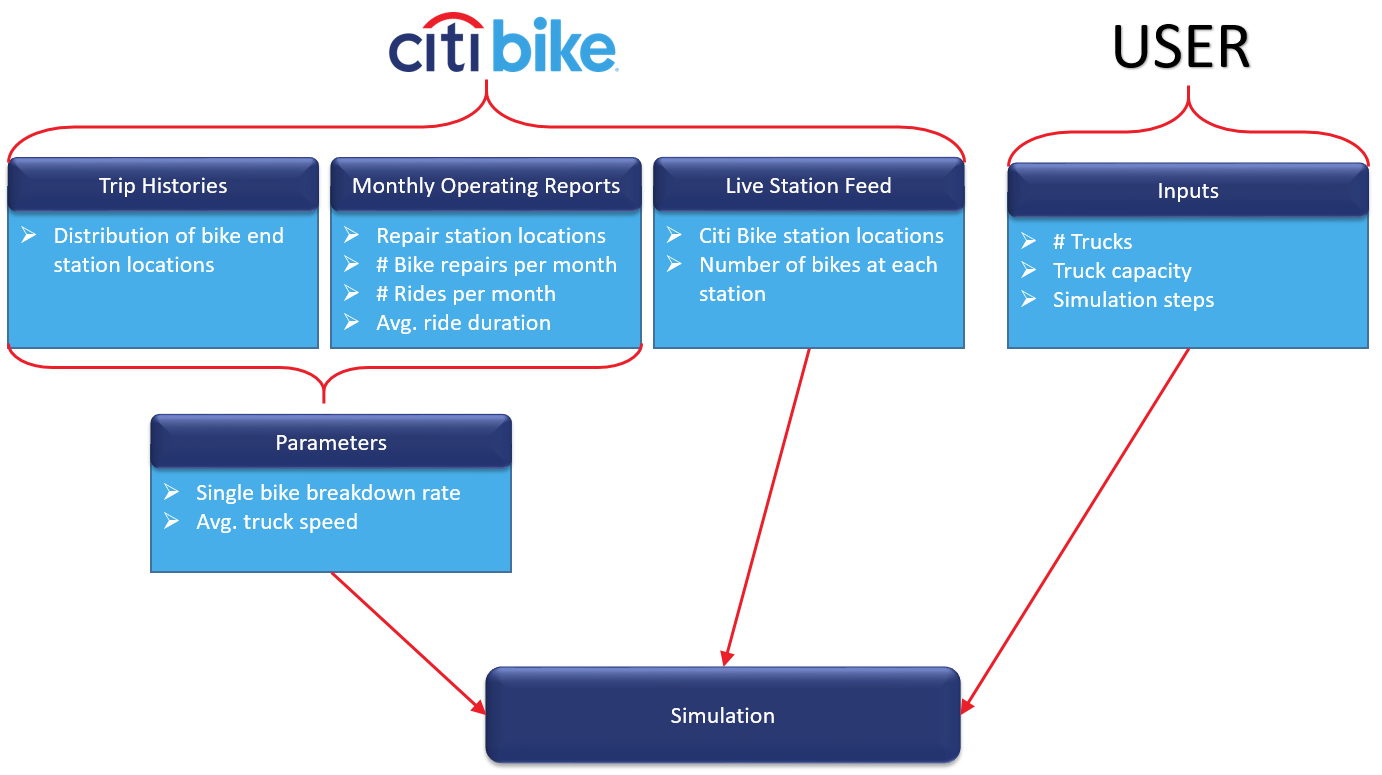 citi bike
USER
Trip Histories
Distribution of bike end
station locations
Monthly Operating Reports
Repair station locations
# Bike repairs per month
# Rides per month
Avg. ride duration
Live Station Feed
Citi Bike station locations
Number of bikes at each
station
Inputs
# Trucks
Truck capacity
Simulation steps
Parameters
Single bike breakdown rate
Avg. truck speed
Simulation